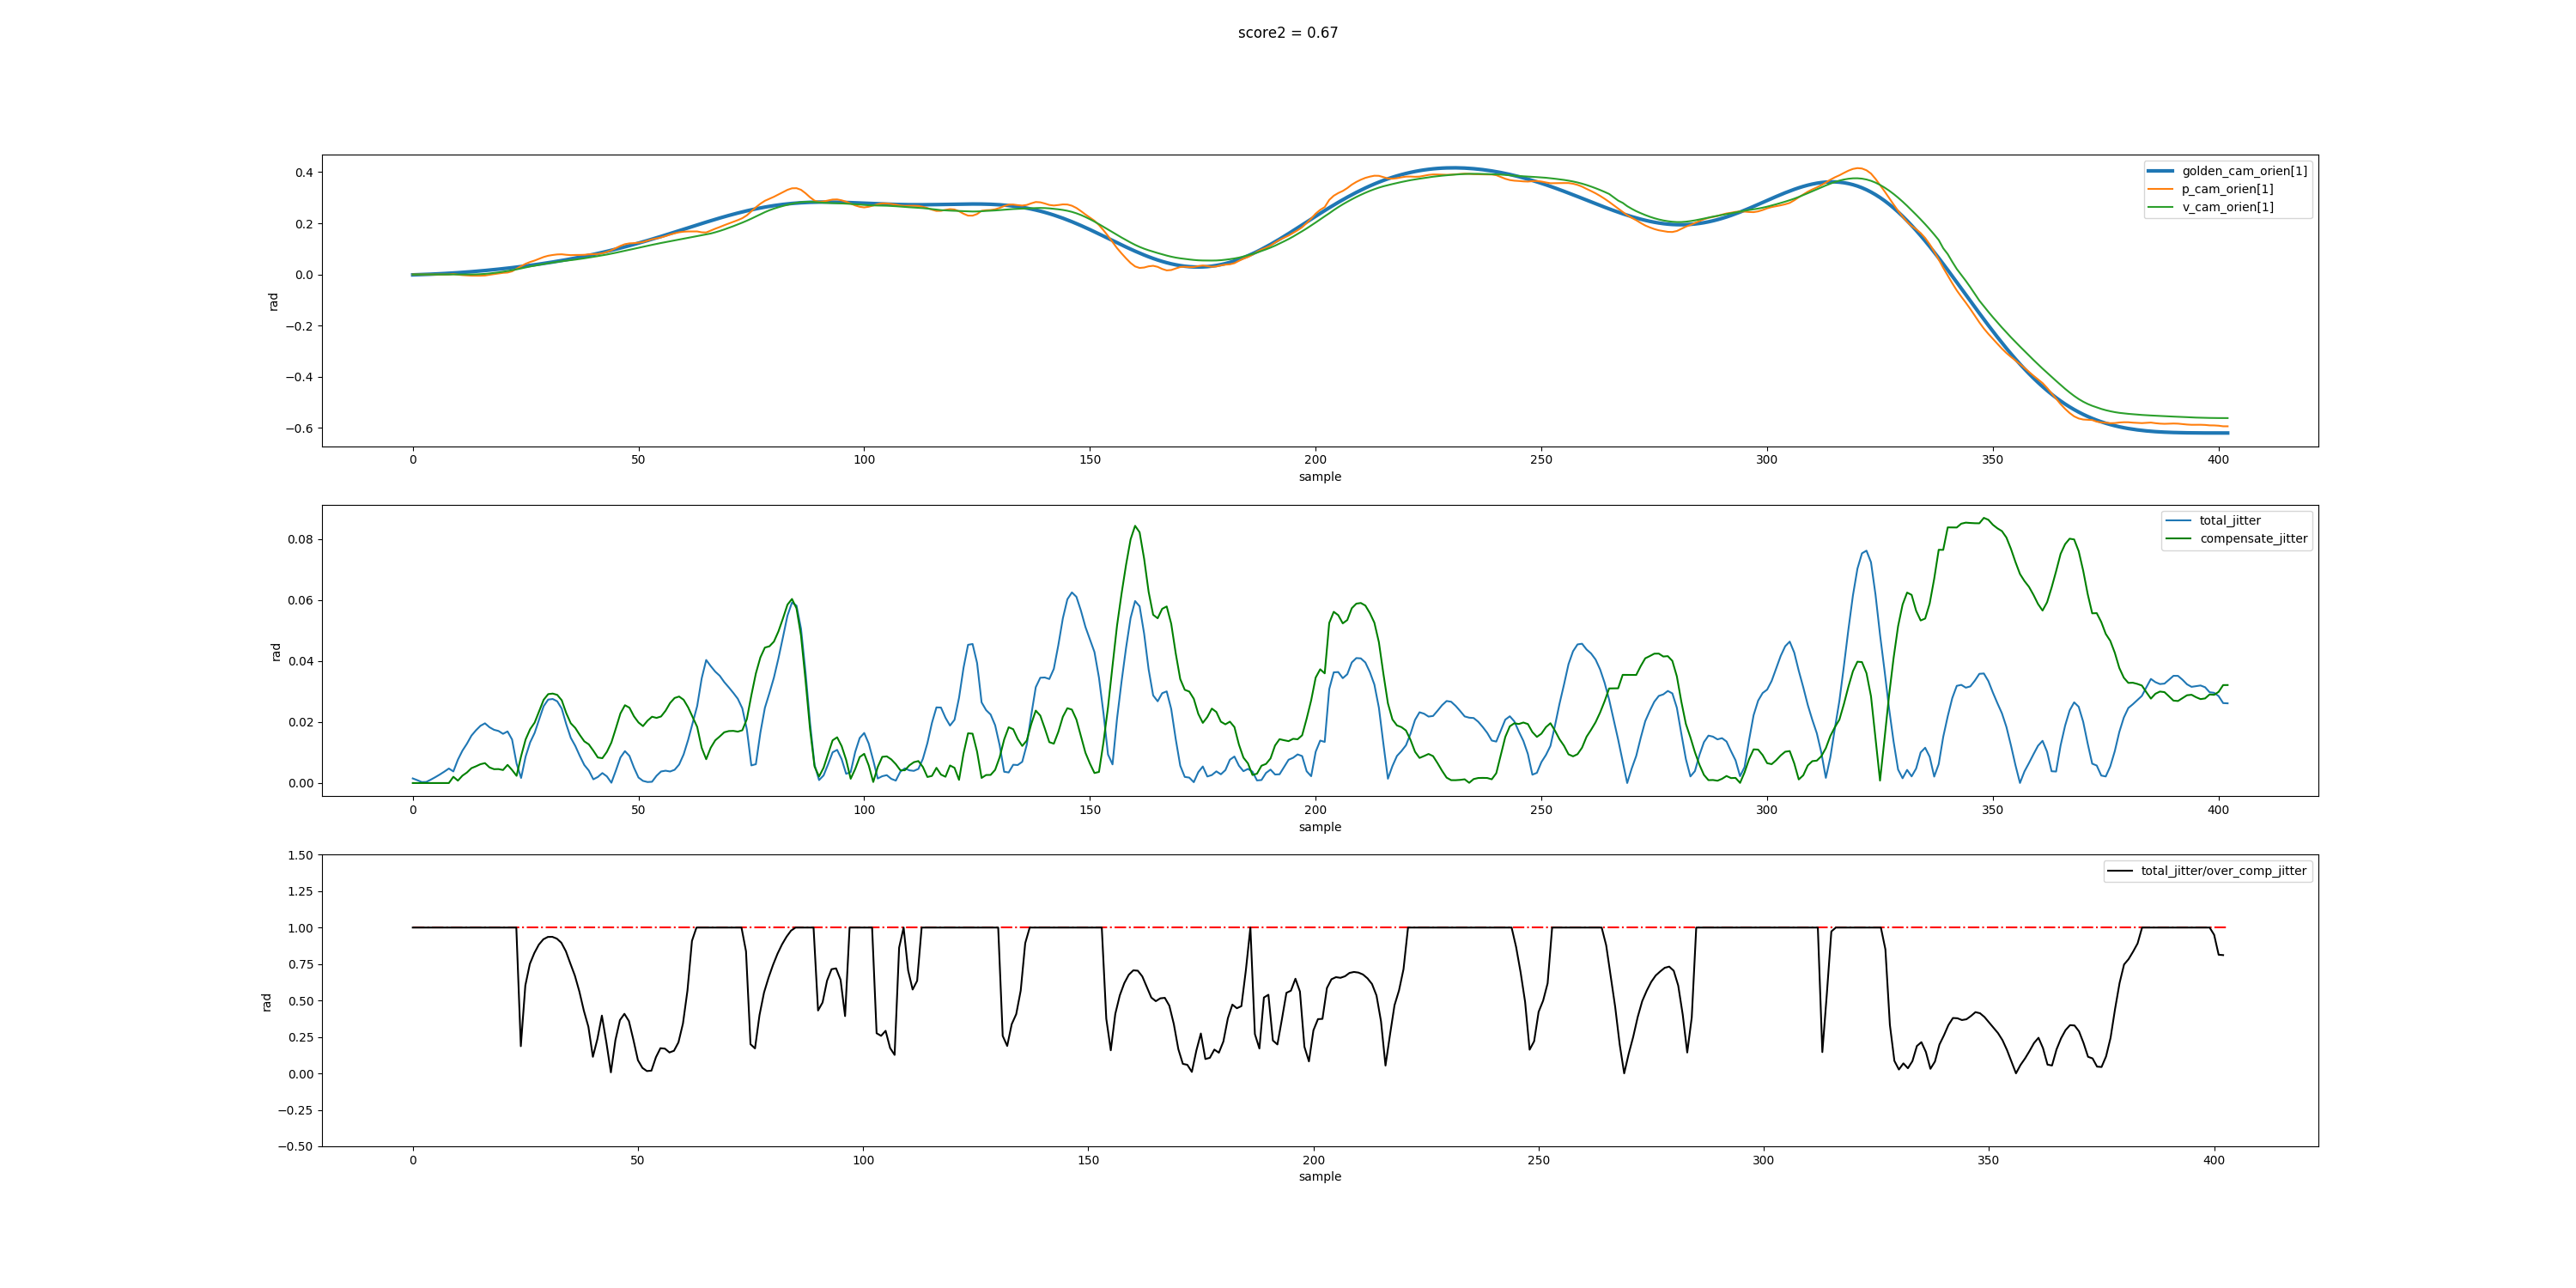 score2 = 0.67
0.4
0.2
0.0
−0.2
−0.4
−0.6
rad
golden_cam_orien[1]
p_cam_orien[1]
v_cam_orien[1]
0 50 100 150 200 250 300 350 400
sample
0.08
0.06
0.04
0.02
0.00
rad
total_jitter
compensate_jitter
0 50 100 150 200 250 300 350 400
sample
1.50
1.25
1.00
0.75
0.50
0.25
0.00
−0.25
−0.50
rad
total_jitter/over_comp_jitter
0 50 100 150 200 250 300 350 400
sample